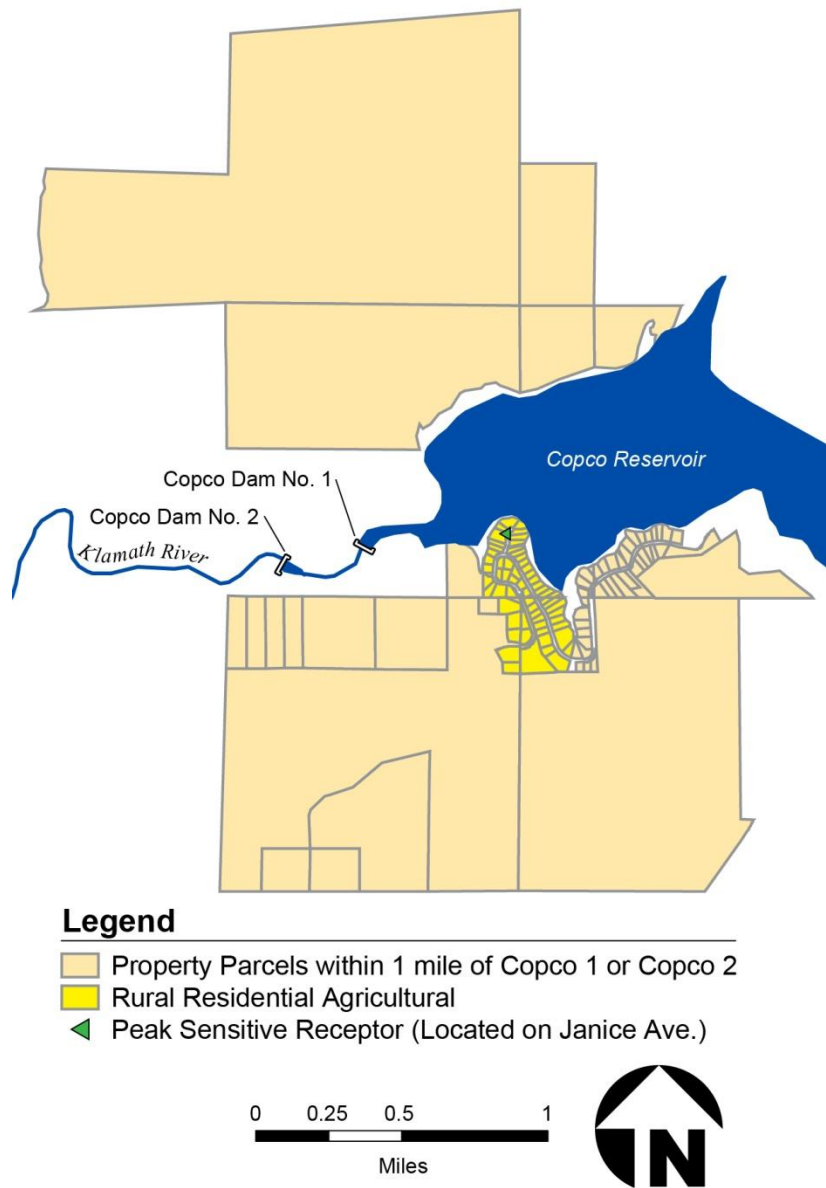 Copco Reservoir
Copco Dam No. 1
Copco Dam No. 2
Klamath River
Legend
Property Parcels within 1 mile of Copco 1 or Copco 2
Rural Residential Agricultural
Peak Sensitive Receptor (Located on Janice Ave.)
0 0.25 0.5 1
Miles
N